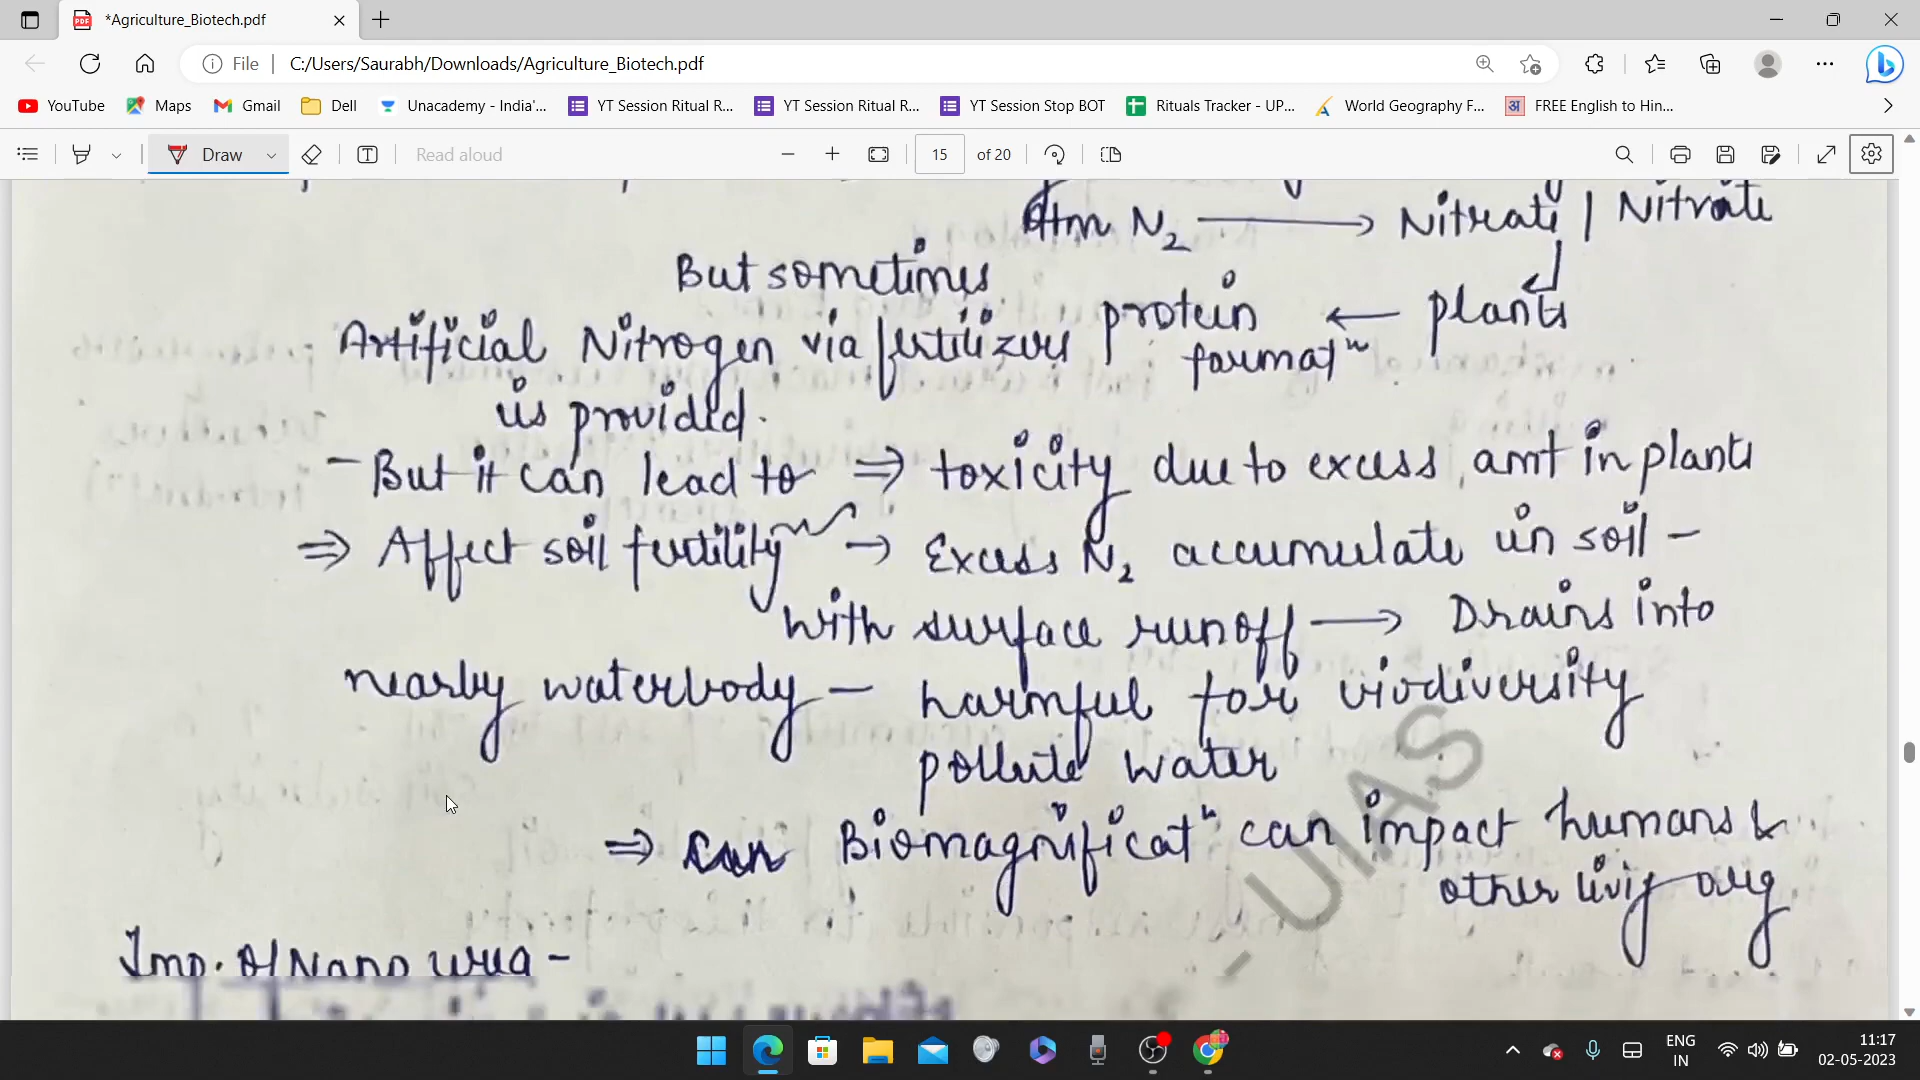 *Agriculture_Biotech.pdf
File C:/Users/Saurabh/Downloads/Agriculture_Biotech.pdf
YouTube Maps Gmail Dell Unacademy - India'... YT Session Ritual R... YT Session Ritual R... YT Session Stop BOT Rituals Tracker - UP... World Geography F... FREE English to Hin...
Draw Read aloud 15 of 20
Atm N2 → Nitrate | Nitrate
But sometimes
protein ← plants
formatn
Artificial Nitrogen via fertilizers
is provided.
- But it can lead to ⇒ toxicity due to excess amt in plants
⇒ Affect soil fertility → Excess N2 accumulate in soil -
with surface runoff → Drains into
nearby waterbody - harmful for biodiversity
pollute water
⇒ can Biomagnificatn can impact humans &
other livig org
- UIAS
Imp. of Nano urea -
ENG
IN
11:17
02-05-2023